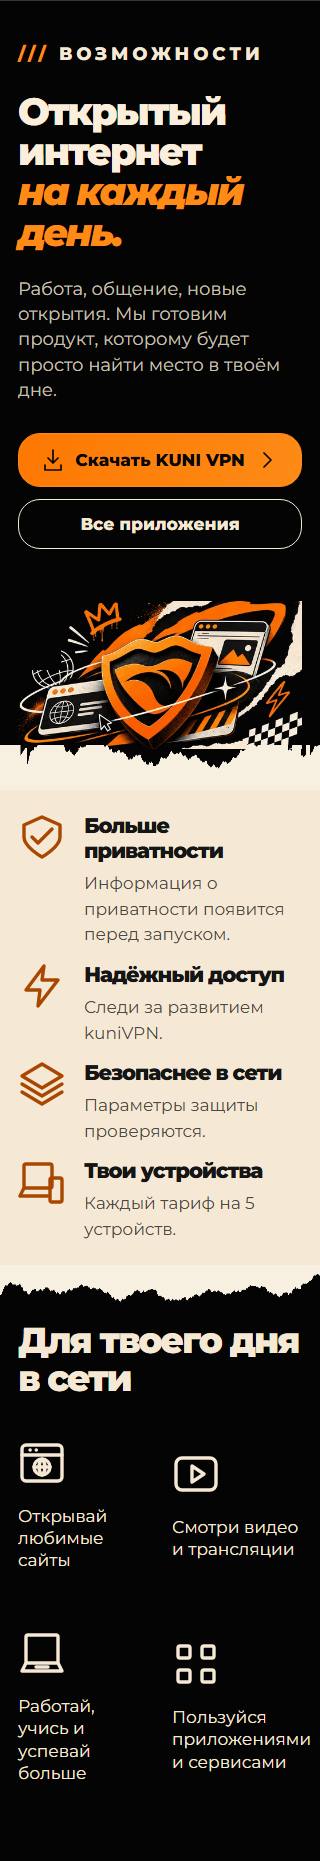 /// ВОЗМОЖНОСТИ
Открытый
интернет
на каждый
день.
Работа, общение, новые
открытия. Мы готовим
продукт, которому будет
просто найти место в твоём
дне.
Скачать KUNI VPN
Все приложения
Больше
приватности
Информация о
приватности появится
перед запуском.
Надёжный доступ
Следи за развитием
kuniVPN.
Безопаснее в сети
Параметры защиты
проверяются.
Твои устройства
Каждый тариф на 5
устройств.
Для твоего дня
в сети
Открывай
любимые
сайты
Смотри видео
и трансляции
Работай,
учись и
успевай
больше
Пользуйся
приложениями
и сервисами